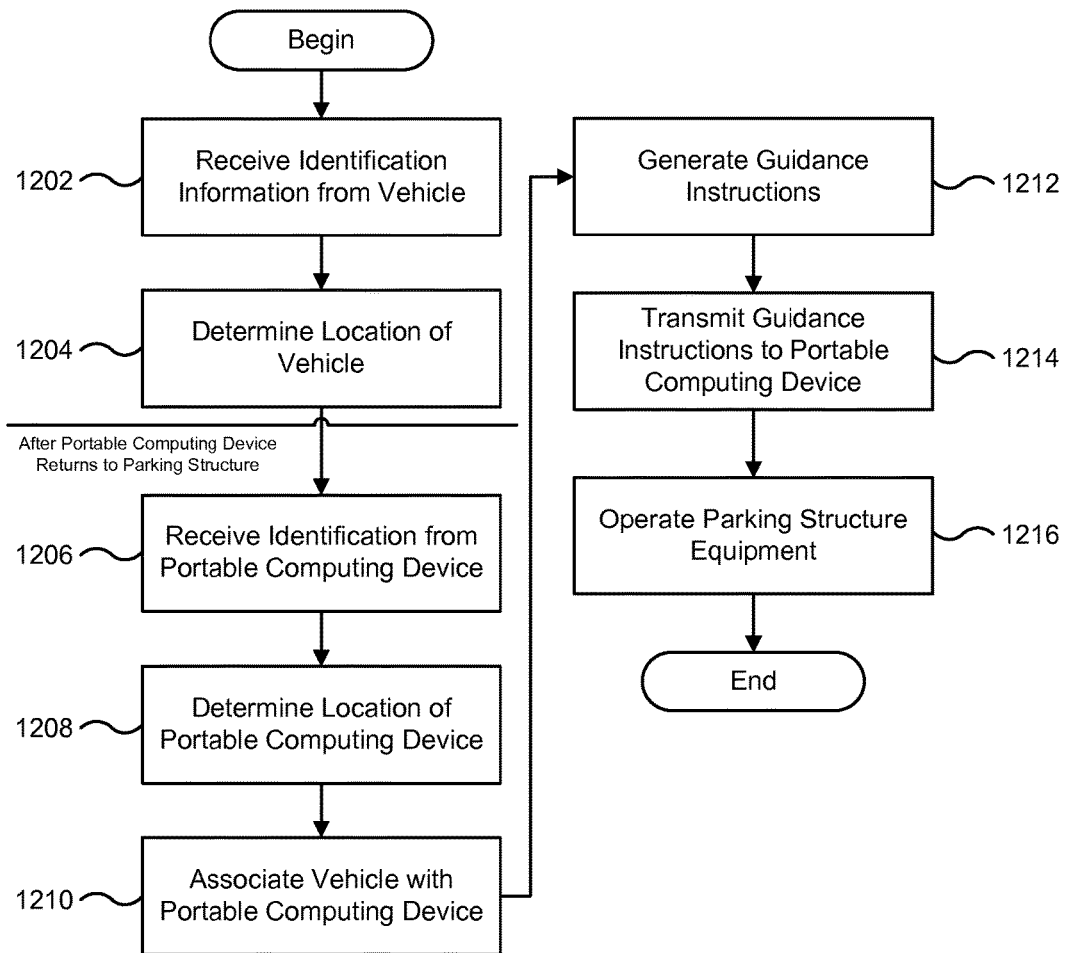 Begin
1202
Receive Identification
Information from Vehicle
1204
Determine Location of
Vehicle
After Portable Computing Device
Returns to Parking Structure
1206
Receive Identification from
Portable Computing Device
1208
Determine Location of
Portable Computing Device
1210
Associate Vehicle with
Portable Computing Device
Generate Guidance
Instructions
1212
Transmit Guidance
Instructions to Portable
Computing Device
1214
Operate Parking Structure
Equipment
1216
End